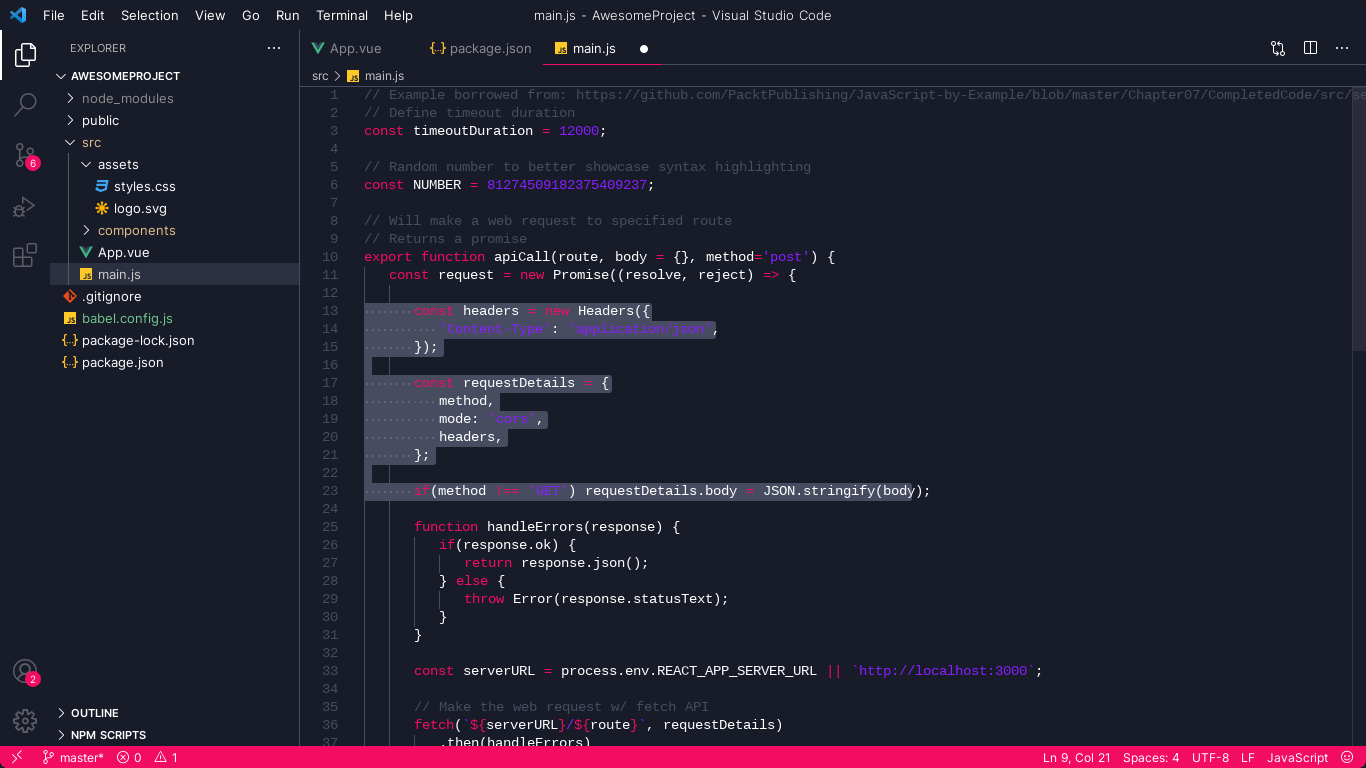 File Edit Selection View Go Run Terminal Help
main.js - AwesomeProject - Visual Studio Code
EXPLORER
AWESOMEPROJECT
node_modules
public
src
assets
styles.css
logo.svg
components
App.vue
main.js
.gitignore
babel.config.js
package-lock.json
package.json
OUTLINE
NPM SCRIPTS
6
2
App.vue
{..} package.json
JS main.js
src > JS main.js
1 // Example borrowed from: https://github.com/PacktPublishing/JavaScript-by-Example/blob/master/Chapter07/CompletedCode/src/se
2 // Define timeout duration
3 const timeoutDuration = 12000;
4
5 // Random number to better showcase syntax highlighting
6 const NUMBER = 81274509182375409237;
7
8 // Will make a web request to specified route
9 // Returns a promise
10 export function apiCall(route, body = {}, method='post') {
11 const request = new Promise((resolve, reject) => {
12
13 const headers = new Headers({
14 'Content-Type': 'application/json',
15 });
16
17 const requestDetails = {
18 method,
19 mode: 'cors',
20 headers,
21 };
22
23 if(method !== 'GET') requestDetails.body = JSON.stringify(body);
24
25 function handleErrors(response) {
26 if(response.ok) {
27 return response.json();
28 } else {
29 throw Error(response.statusText);
30 }
31 }
32
33 const serverURL = process.env.REACT_APP_SERVER_URL || `http://localhost:3000`;
34
35 // Make the web request w/ fetch API
36 fetch(`${serverURL}/${route}`, requestDetails)
37 .then(handleErrors)
master* 0 1
Ln 9, Col 21 Spaces: 4 UTF-8 LF JavaScript